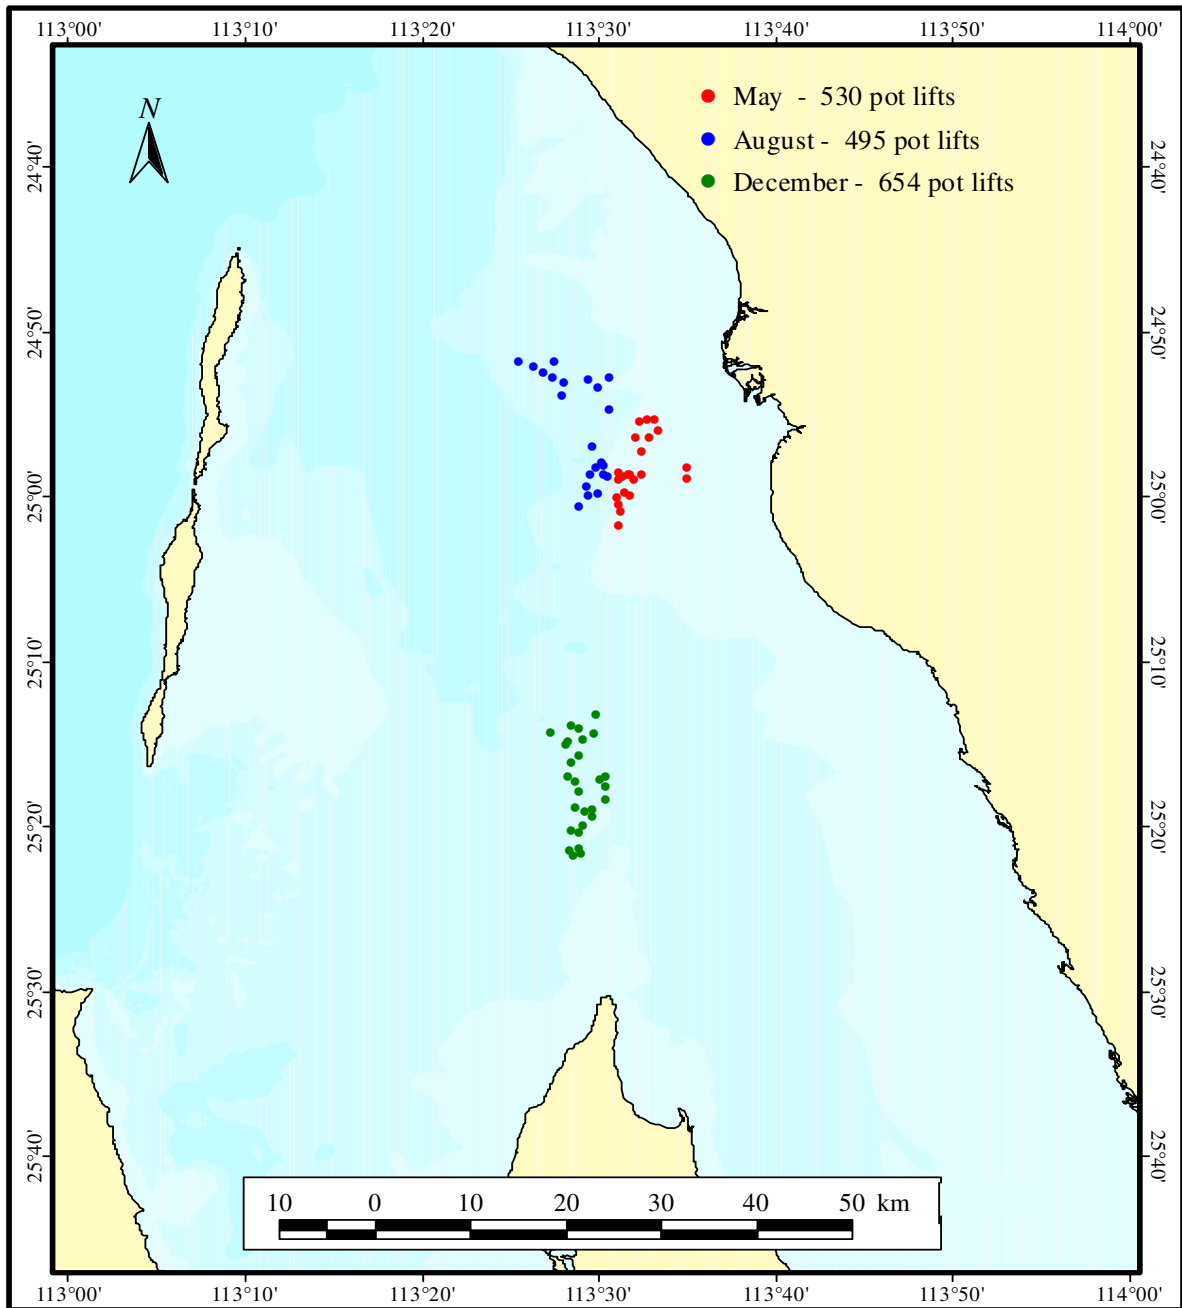 113°00' 113°10' 113°20' 113°30' 113°40' 113°50' 114°00'
N
May - 530 pot lifts
August - 495 pot lifts
December - 654 pot lifts
24°40' 24°40'
24°50' 24°50'
25°00' 25°00'
25°10' 25°10'
25°20' 25°20'
25°30' 25°30'
25°40' 25°40'
10 0 10 20 30 40 50 km
113°00' 113°10' 113°20' 113°30' 113°40' 113°50' 114°00'